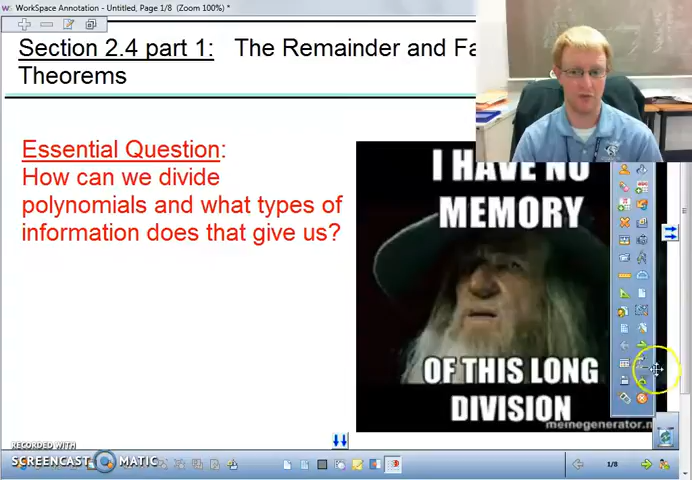 WorkSpace Annotation - Untitled, Page 1/8 (Zoom 100%) *
Section 2.4 part 1: The Remainder and Fa
Theorems
Essential Question:
How can we divide
polynomials and what types of
information does that give us?
I HAVE NO
MEMORY
OF THIS LONG
DIVISION
memegenerator.n
RECORDED WITH
SCREENCAST MATIC
1/8